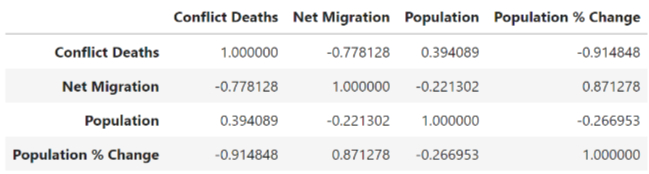 Conflict Deaths Net Migration Population Population % Change
Conflict Deaths 1.000000 -0.778128 0.394089 -0.914848
Net Migration -0.778128 1.000000 -0.221302 0.871278
Population 0.394089 -0.221302 1.000000 -0.266953
Population % Change -0.914848 0.871278 -0.266953 1.000000